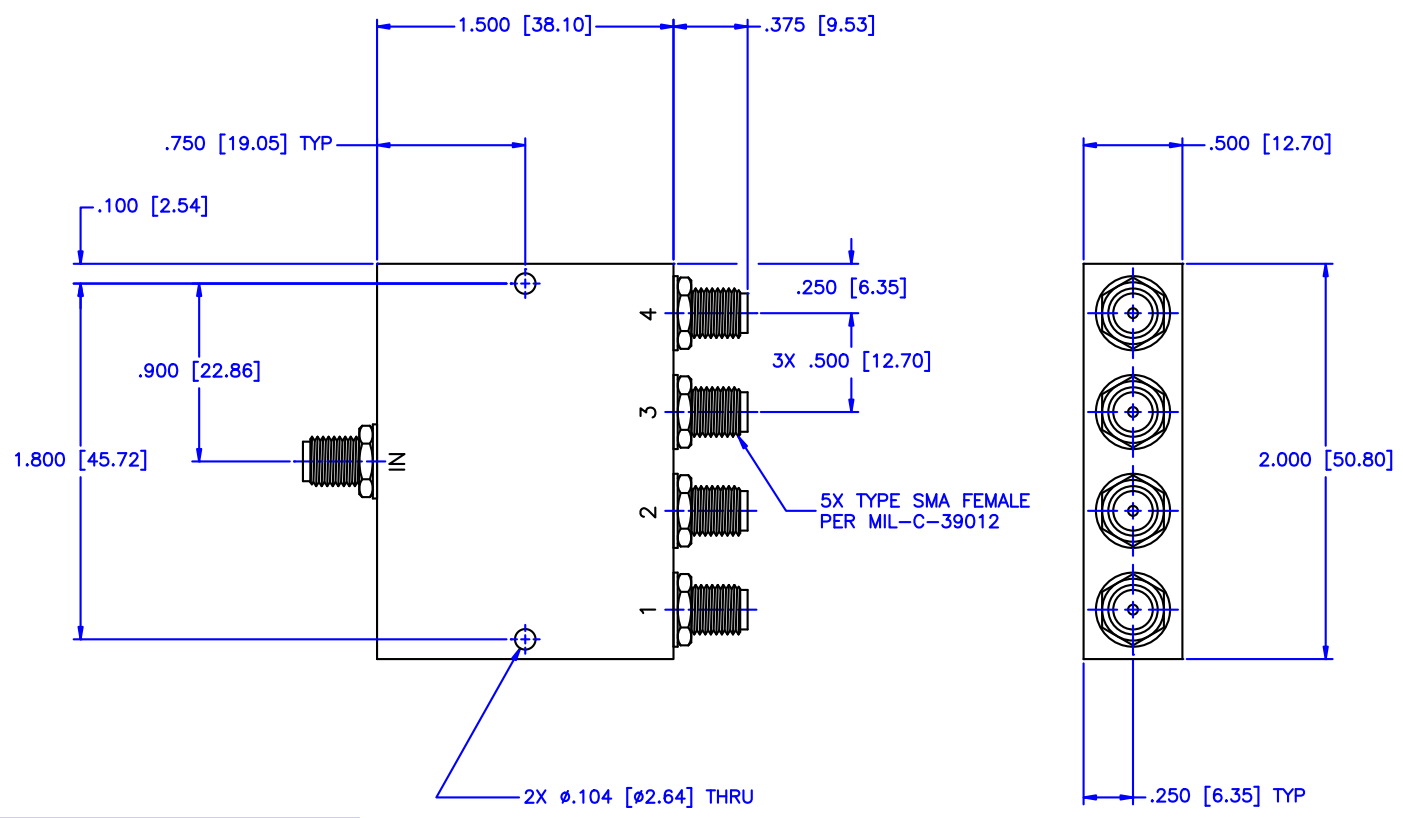 1.500 [38.10]
.375 [9.53]
.750 [19.05] TYP
.500 [12.70]
.100 [2.54]
.250 [6.35]
4
3X .500 [12.70]
.900 [22.86]
3
1.800 [45.72]
IN
2.000 [50.80]
2
5X TYPE SMA FEMALE
PER MIL-C-39012
1
2X ø.104 [ø2.64] THRU
.250 [6.35] TYP